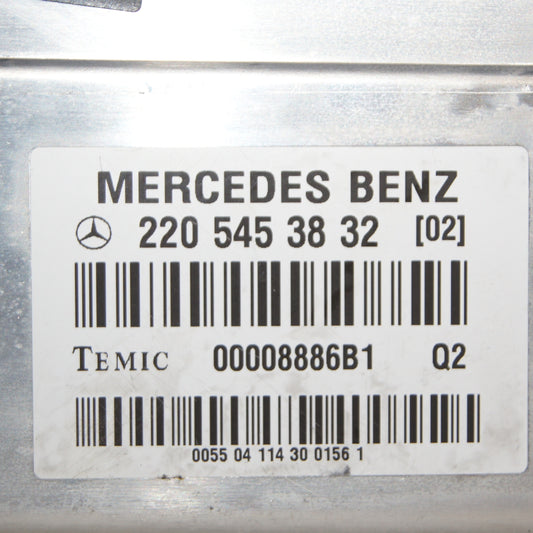 MERCEDES BENZ
220 545 38 32 [02]
TEMIC 00008886B1 Q2
0055 04 114 30 0156 1